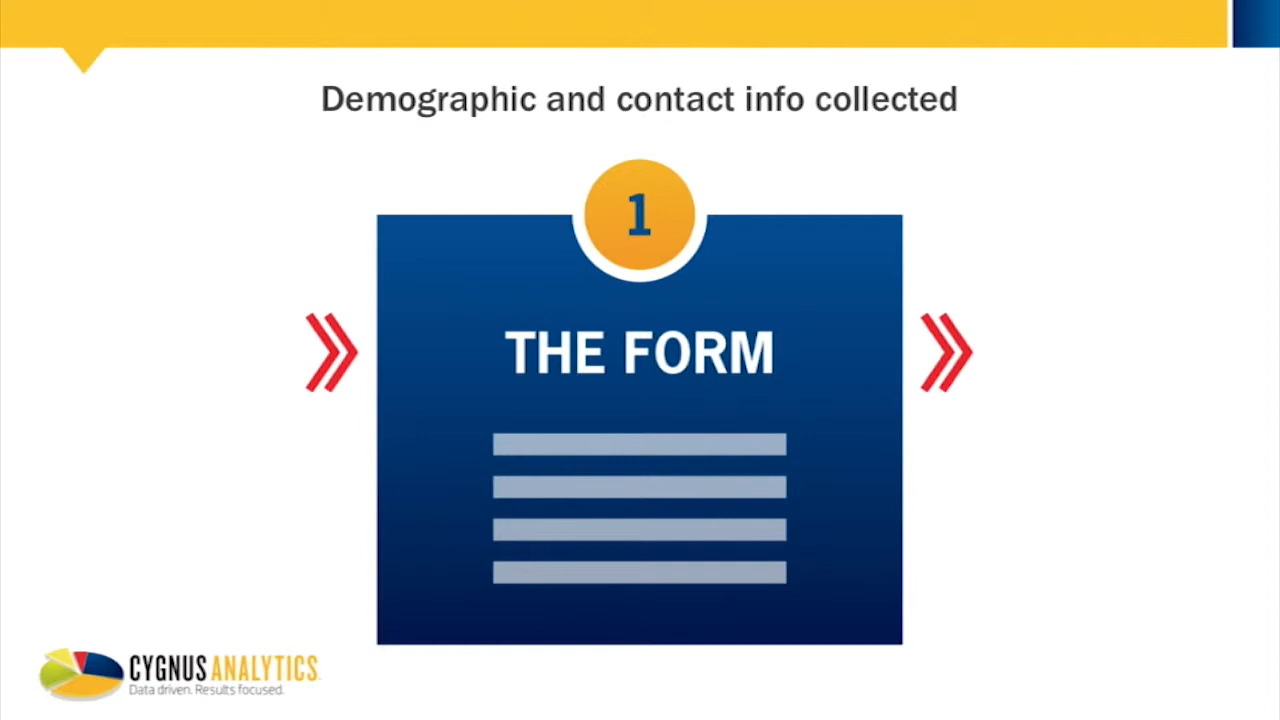 Demographic and contact info collected
1
THE FORM
CYGNUS ANALYTICS
Data driven. Results focused.